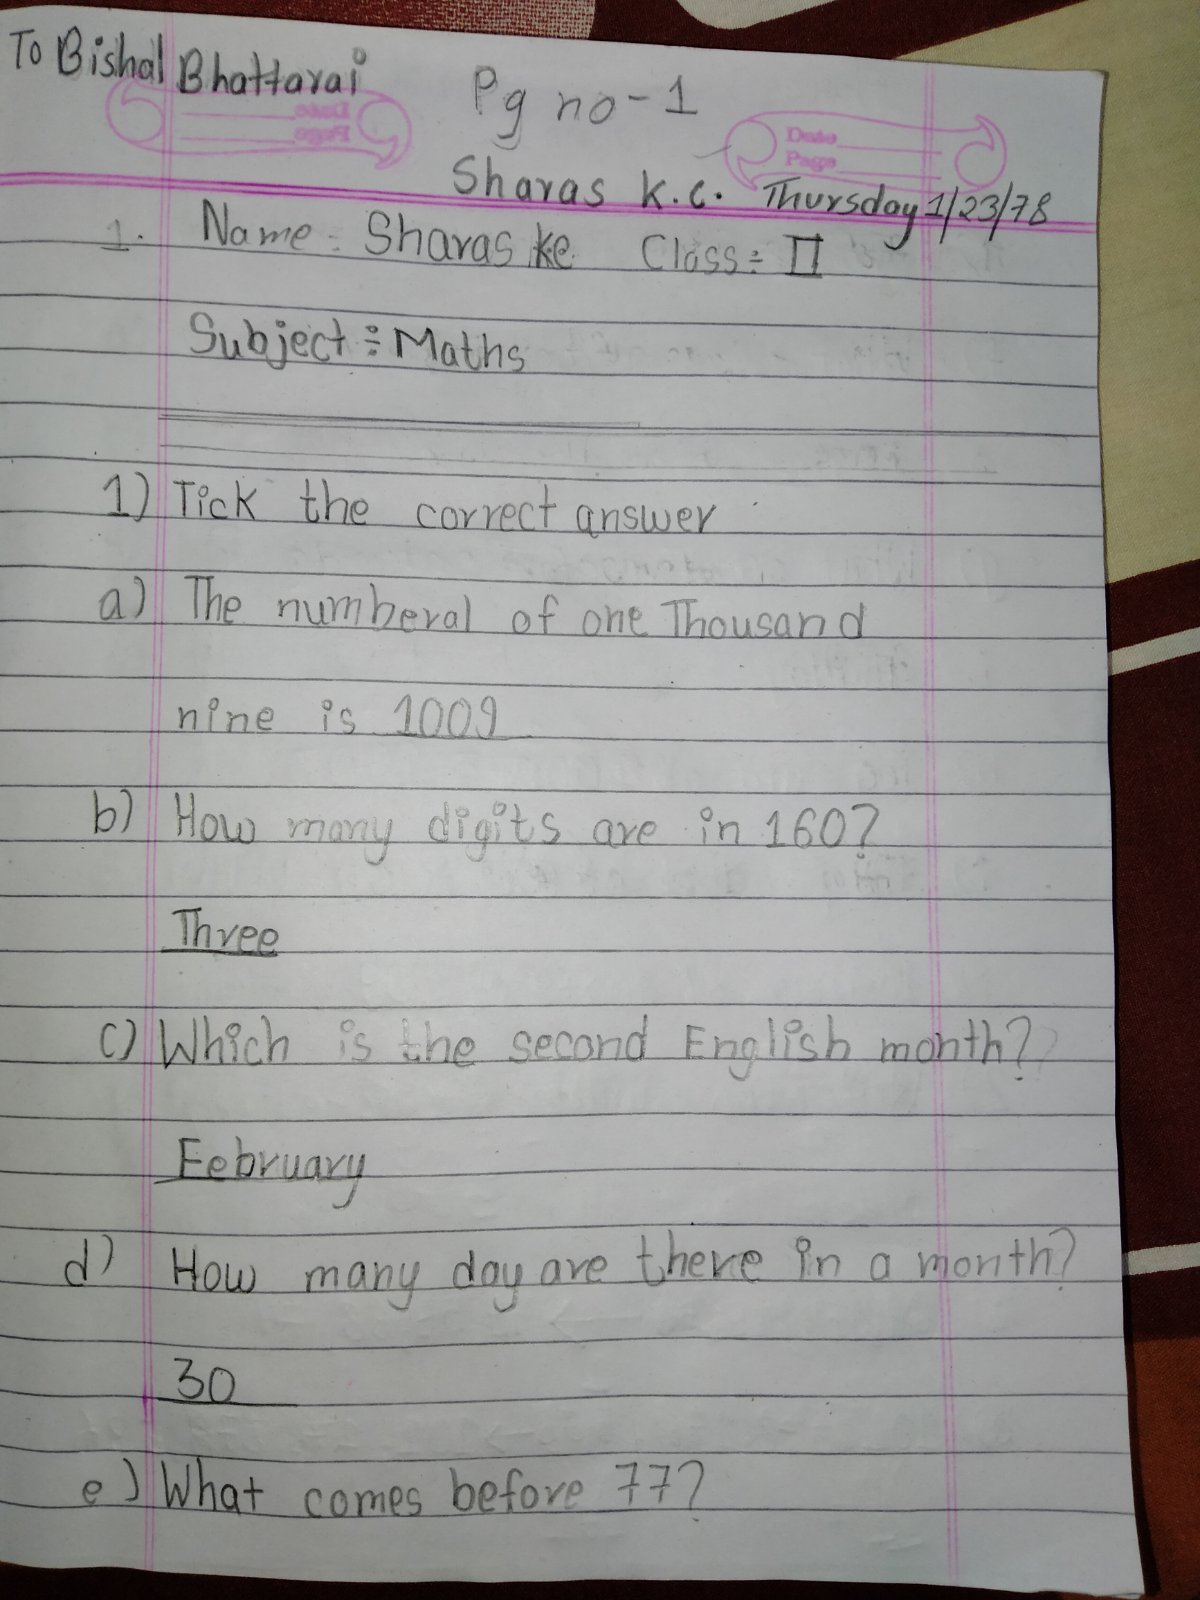 To Bishal Bhattarai
Pg no-1
Date
Page
Date
Page
Sharas K.C. Thursday 1/23/78
1. Name: Sharas kc Class÷ II
Subject÷Maths
1) Tick the correct answer
a) The numberal of one Thousand
nine is 1009
b) How many digits are in 160?
Three
c) Which is the second English month?
February
d) How many day are there in a month?
30
e) What comes before 77?